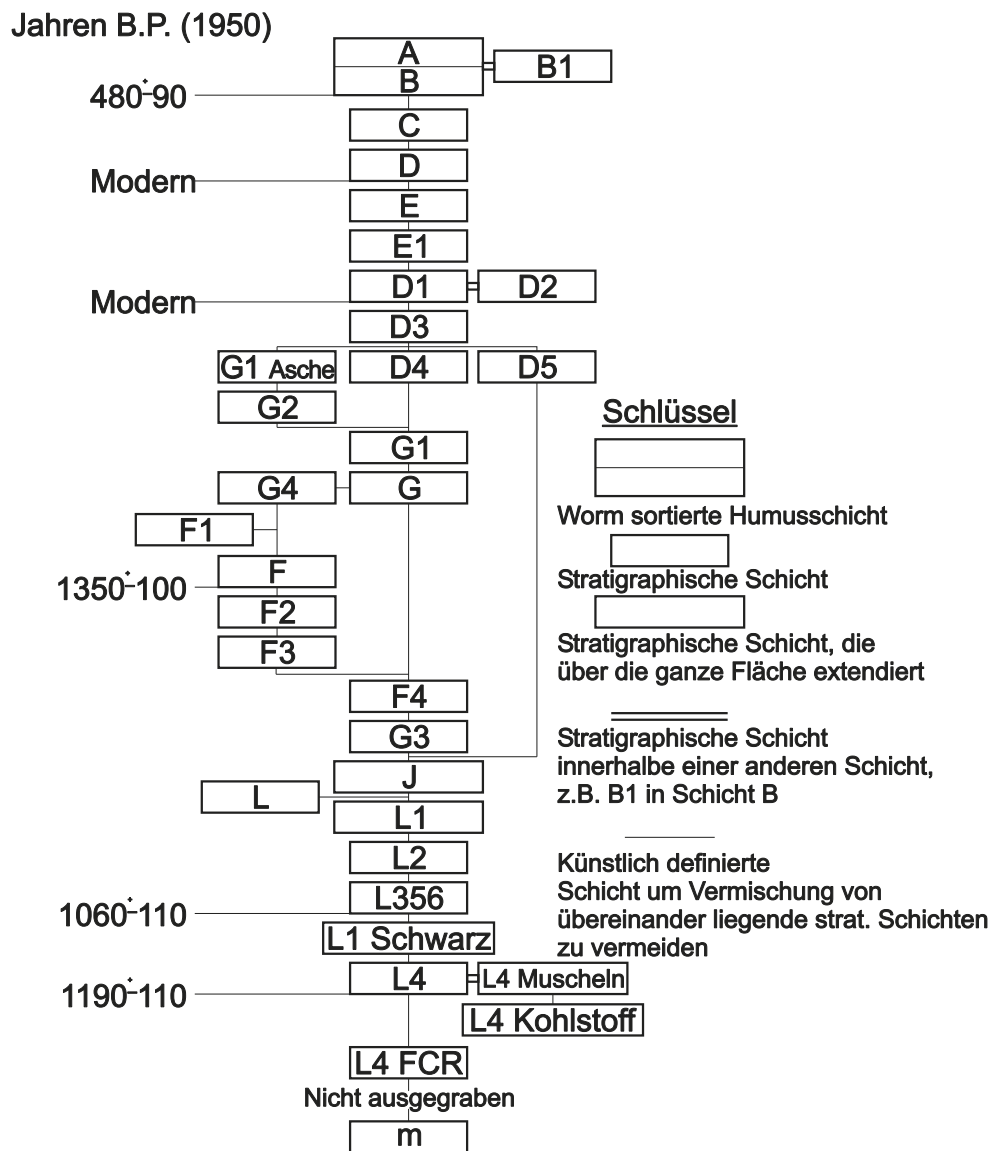 Jahren B.P. (1950)
A
B
B1
480±90
C
D
Modern
E
E1
D1
D2
Modern
D3
G1 Asche
D4
D5
G2
G1
G4
G
F1
F
1350±100
F2
F3
F4
G3
J
L
L1
L2
L356
1060±110
L1 Schwarz
L4
L4 Muscheln
1190±110
L4 Kohlstoff
L4 FCR
Nicht ausgegraben
m
Schlüssel
Worm sortierte Humusschicht
Stratigraphische Schicht
Stratigraphische Schicht, die
über die ganze Fläche extendiert
Stratigraphische Schicht
innerhalbe einer anderen Schicht,
z.B. B1 in Schicht B
Künstlich definierte
Schicht um Vermischung von
übereinander liegende strat. Schichten
zu vermeiden